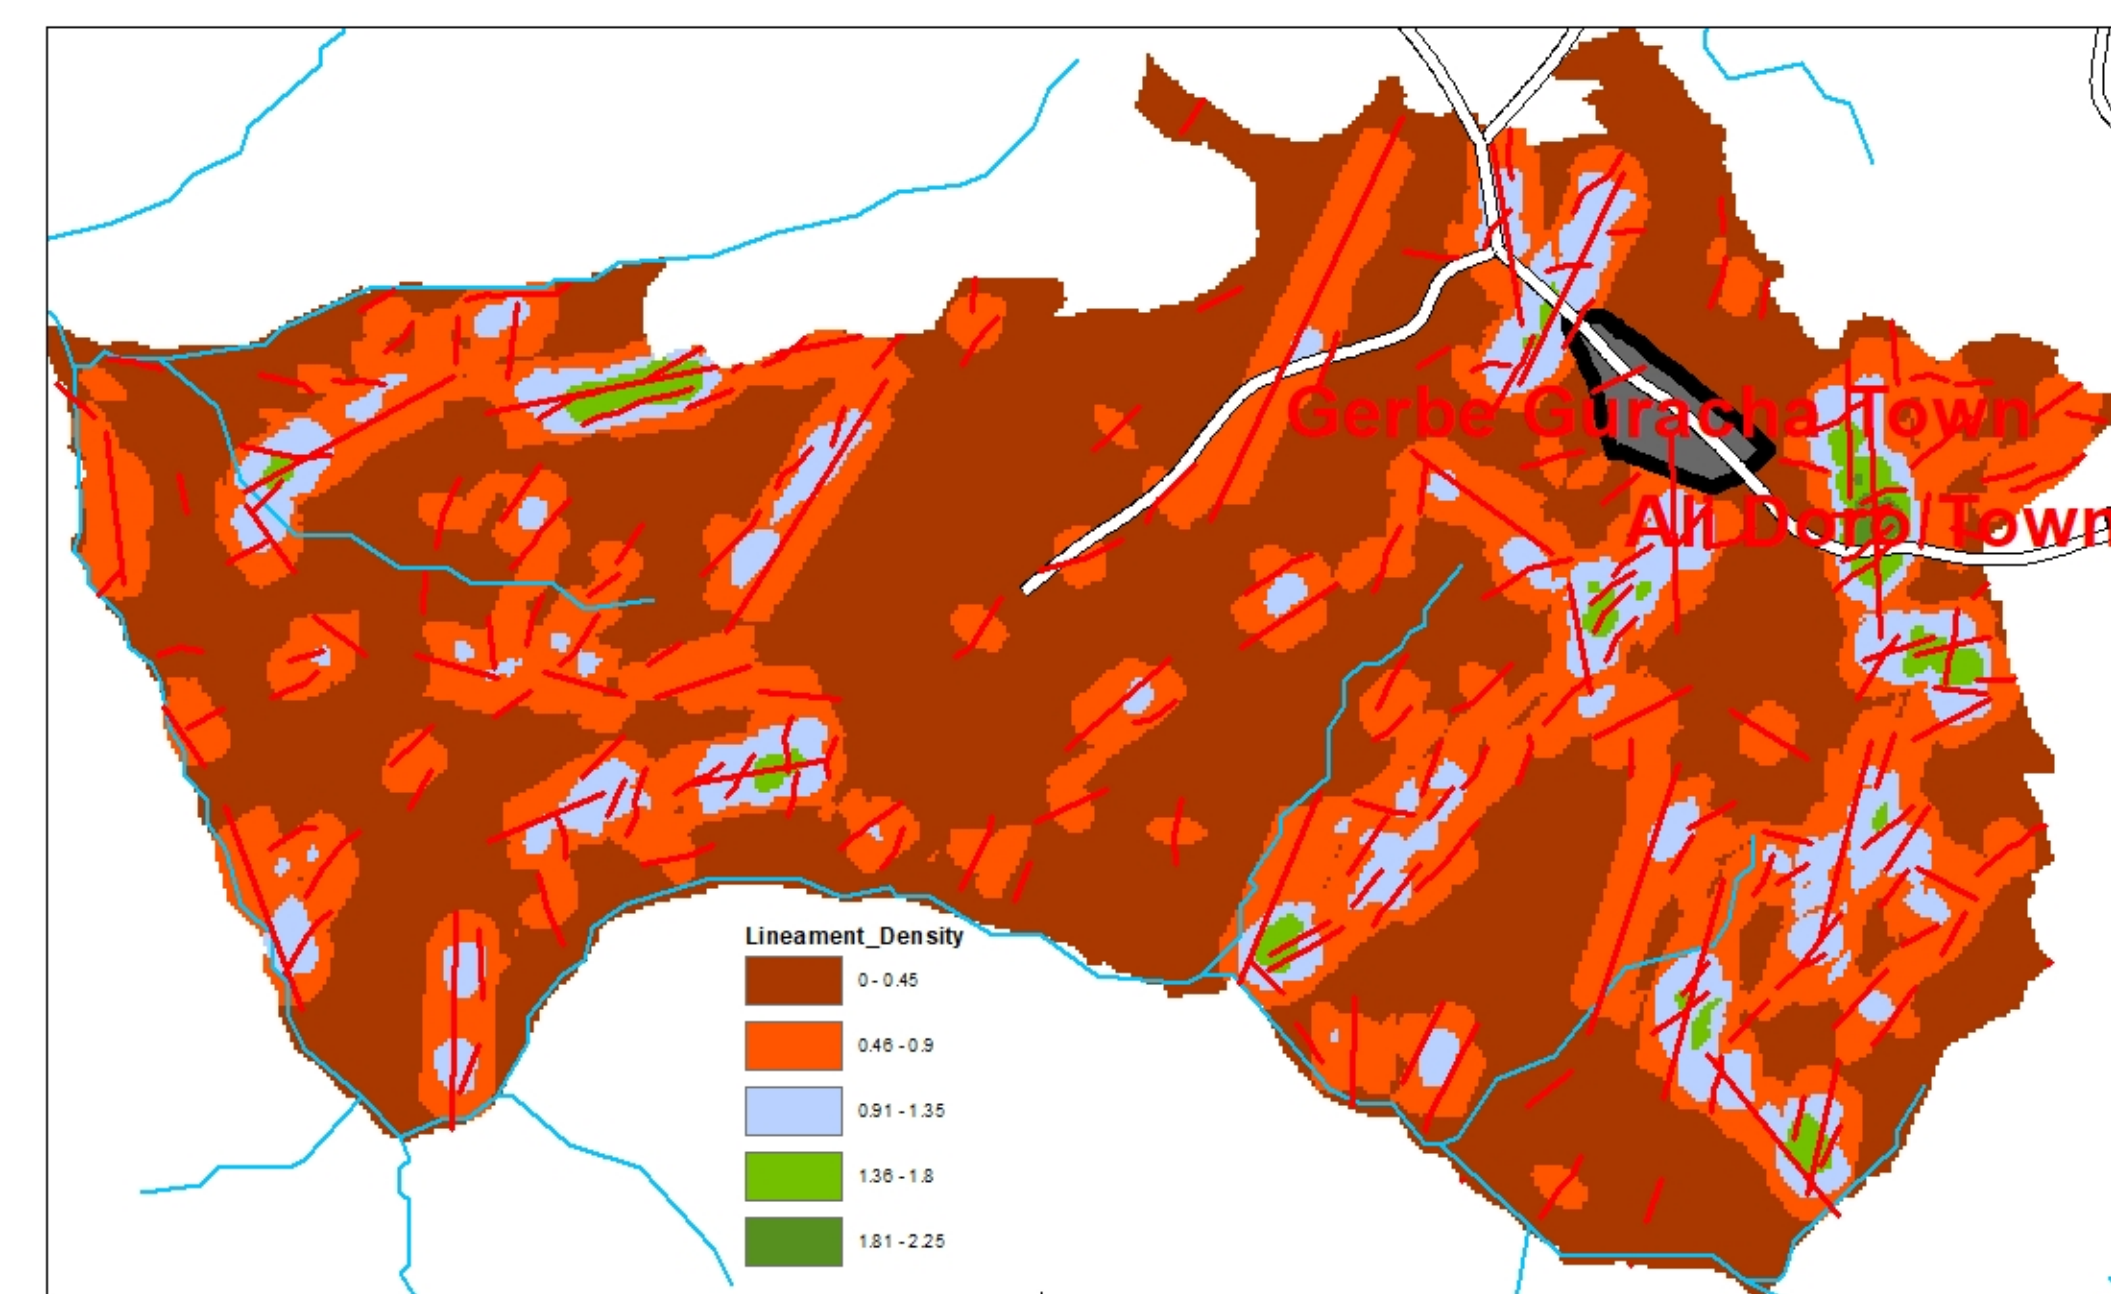 Gerbe Guracha Town
Ali Doro Town
Lineament_Density
0 - 0.45
0.46 - 0.9
0.91 - 1.35
1.36 - 1.8
1.81 - 2.25